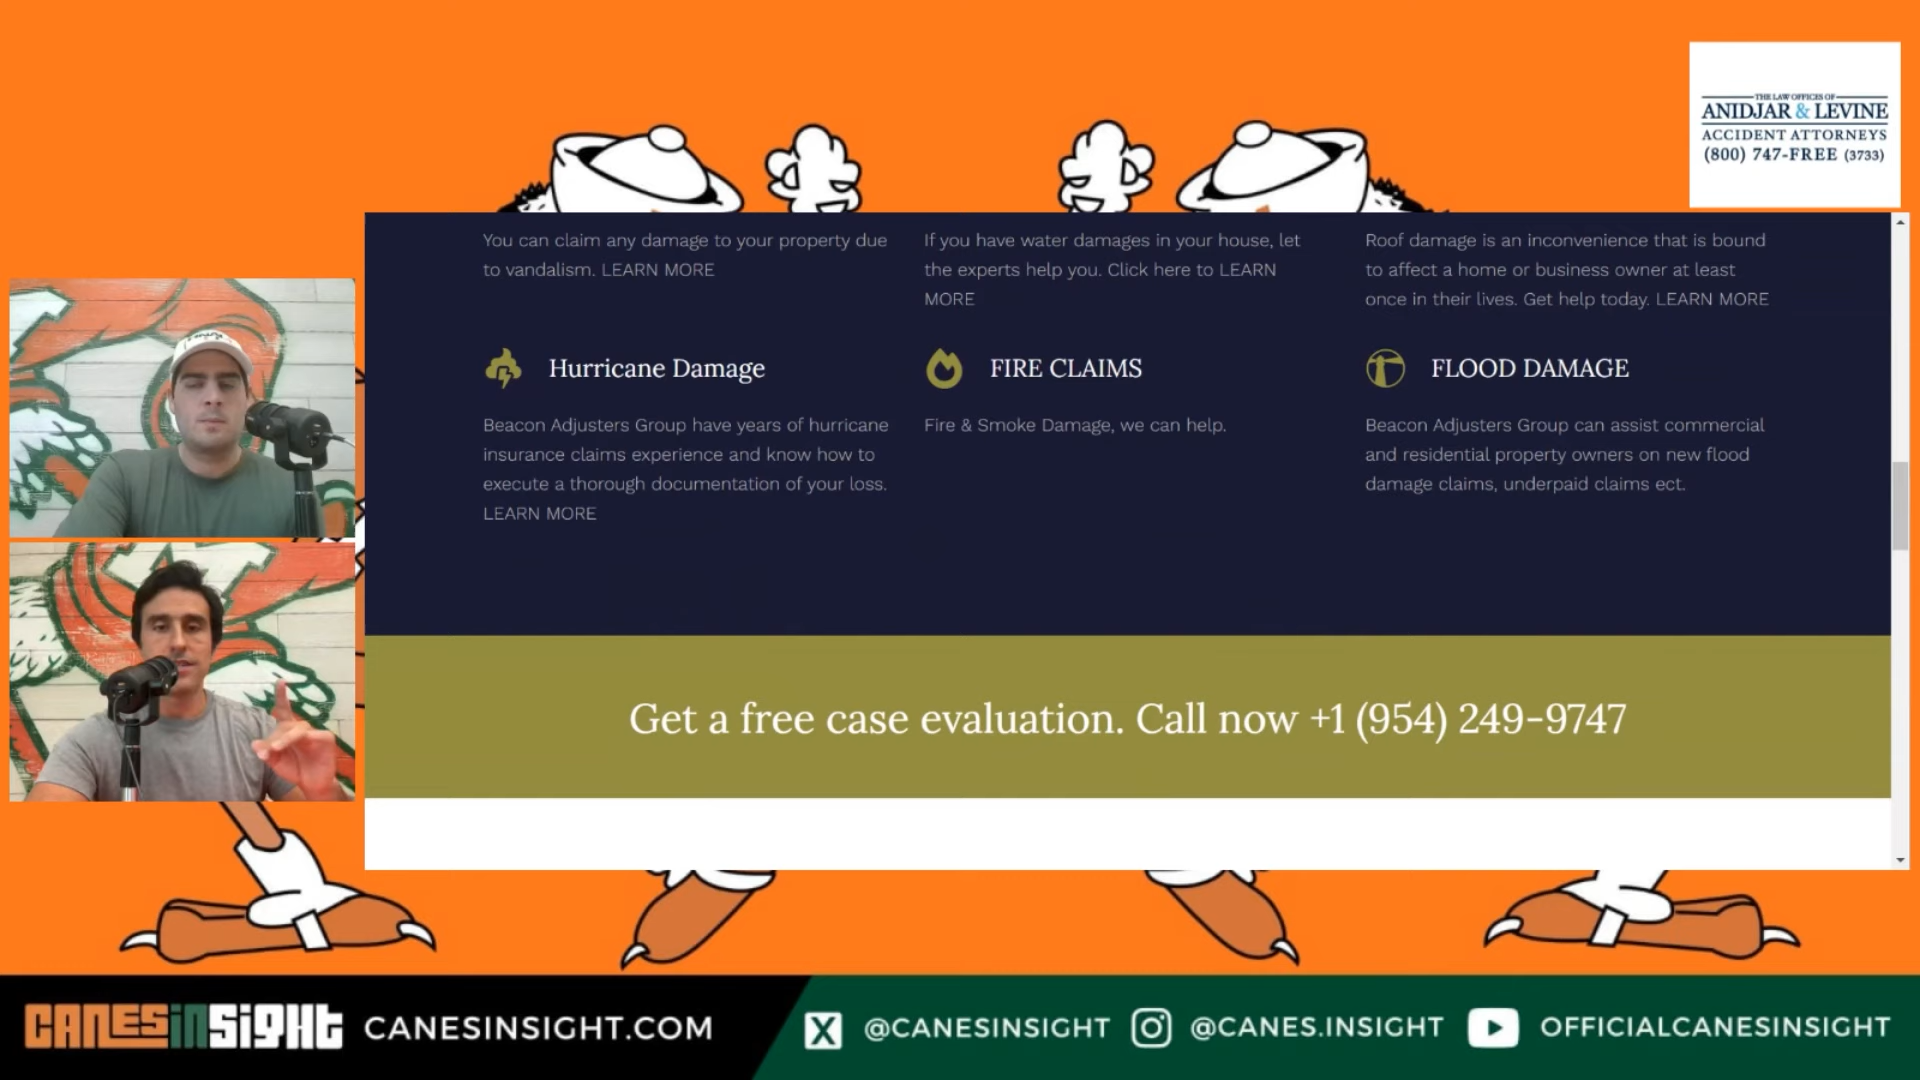 THE LAW OFFICES OF
ANIDJAR & LEVINE
ACCIDENT ATTORNEYS
(800) 747-FREE (3733)
You can claim any damage to your property due
to vandalism. LEARN MORE
If you have water damages in your house, let
the experts help you. Click here to LEARN
MORE
Roof damage is an inconvenience that is bound
to affect a home or business owner at least
once in their lives. Get help today. LEARN MORE
Hurricane Damage
Beacon Adjusters Group have years of hurricane
insurance claims experience and know how to
execute a thorough documentation of your loss.
LEARN MORE
FIRE CLAIMS
Fire & Smoke Damage, we can help.
FLOOD DAMAGE
Beacon Adjusters Group can assist commercial
and residential property owners on new flood
damage claims, underpaid claims ect.
Get a free case evaluation. Call now +1 (954) 249-9747
CANESINSIGHT
CANESINSIGHT.COM
@CANESINSIGHT
@CANES.INSIGHT
OFFICIALCANESINSIGHT